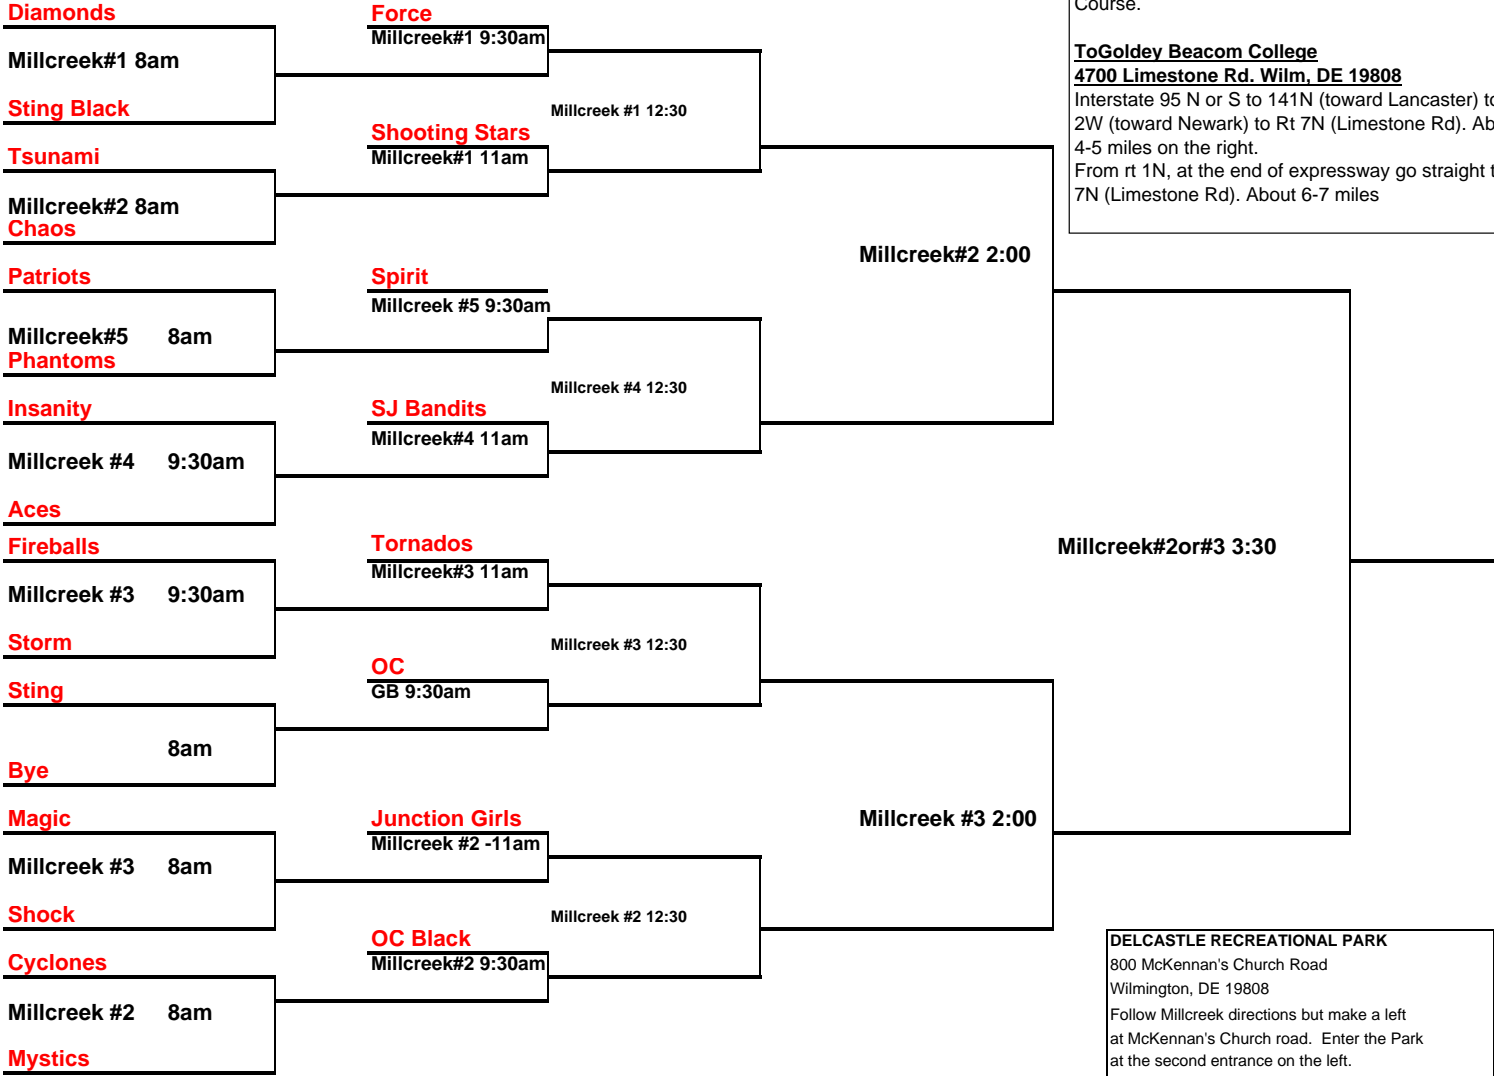 Diamonds
Millcreek#1 8am
Sting Black
Tsunami
Millcreek#2 8am
Chaos
Patriots
Millcreek#5 8am
Phantoms
Insanity
Millcreek #4 9:30am
Aces
Fireballs
Millcreek #3 9:30am
Storm
Sting
8am
Bye
Magic
Millcreek #3 8am
Shock
Cyclones
Millcreek #2 8am
Mystics
Force
Millcreek#1 9:30am
Shooting Stars
Millcreek#1 11am
Spirit
Millcreek #5 9:30am
SJ Bandits
Millcreek#4 11am
Tornados
Millcreek#3 11am
OC
GB 9:30am
Junction Girls
Millcreek #2 -11am
OC Black
Millcreek#2 9:30am
Millcreek #1 12:30
Millcreek #4 12:30
Millcreek #3 12:30
Millcreek #2 12:30
Millcreek#2 2:00
Millcreek #3 2:00
Millcreek#2or#3 3:30
Course.
ToGoldey Beacom College
4700 Limestone Rd. Wilm, DE 19808
Interstate 95 N or S to 141N (toward Lancaster) to
2W (toward Newark) to Rt 7N (Limestone Rd). Ab
4-5 miles on the right.
From rt 1N, at the end of expressway go straight t
7N (Limestone Rd). About 6-7 miles
DELCASTLE RECREATIONAL PARK
800 McKennan's Church Road
Wilmington, DE 19808
Follow Millcreek directions but make a left
at McKennan's Church road. Enter the Park
at the second entrance on the left.